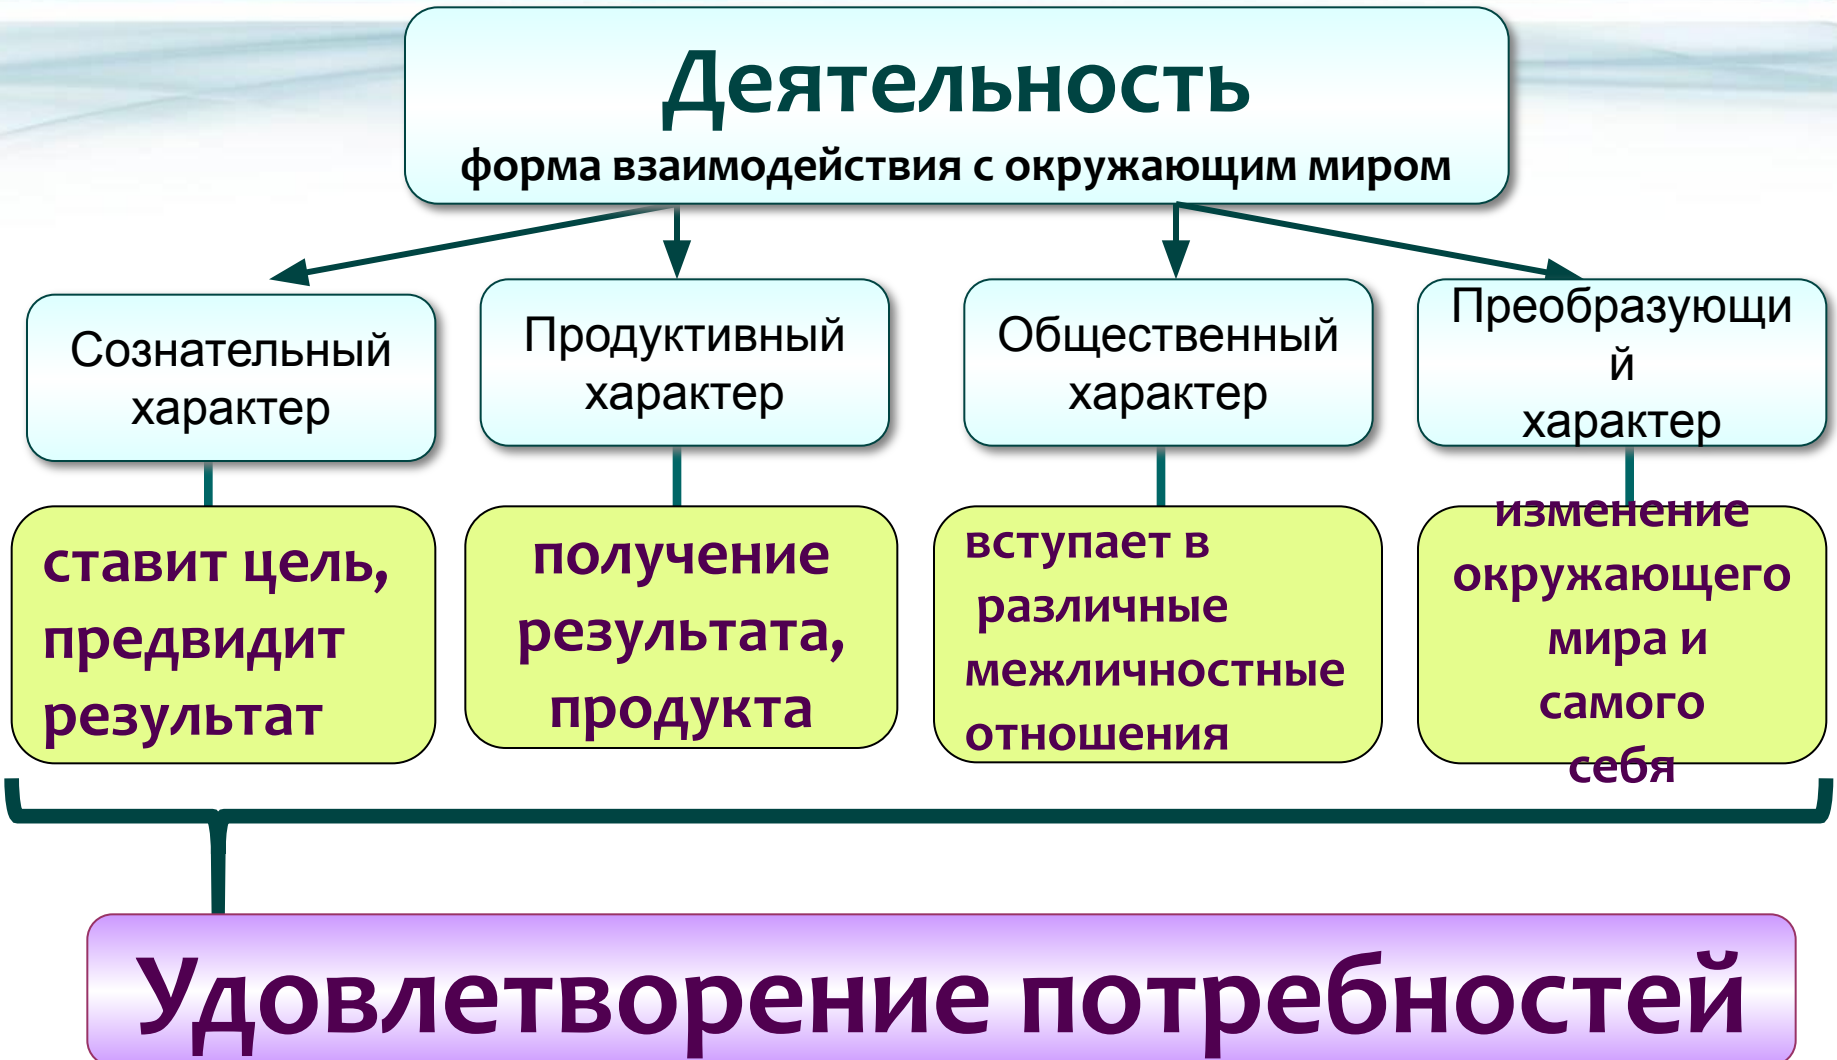 Деятельность
форма взаимодействия с окружающим миром
Сознательный
характер
Продуктивный
характер
Общественный
характер
Преобразующи
й
характер
ставит цель,
предвидит
результат
получение
результата,
продукта
вступает в
различные
межличностные
отношения
изменение
окружающего
мира и
самого
себя
Удовлетворение потребностей